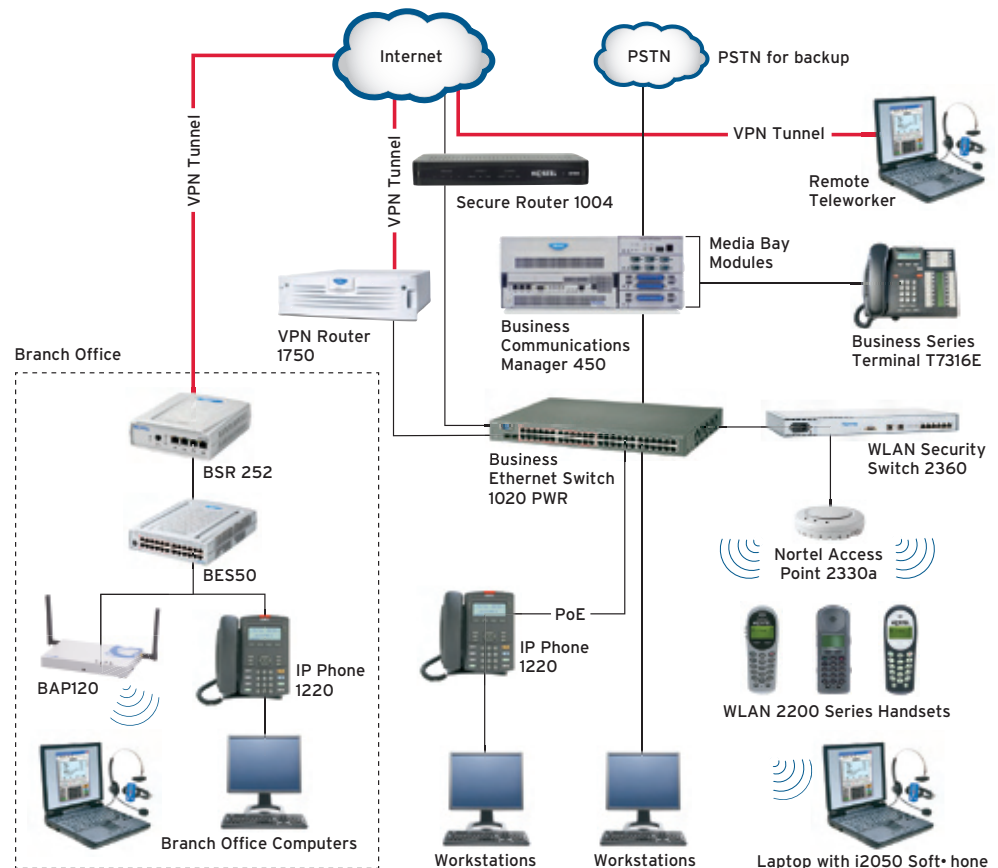 Internet
PSTN
PSTN for backup
VPN Tunnel
VPN Tunnel
VPN Tunnel
Remote
Teleworker
NORTEL
Secure Router 1004
Media Bay
Modules
VPN Router
1750
Business
Communications
Manager 450
Business Series
Terminal T7316E
Branch Office
BSR 252
Business
Ethernet Switch
1020 PWR
WLAN Security
Switch 2360
BES50
Nortel Access
Point 2330a
PoE
IP Phone
1220
IP Phone
1220
BAP120
WLAN 2200 Series Handsets
Branch Office Computers
Workstations
Workstations
Laptop with i2050 Soft• hone